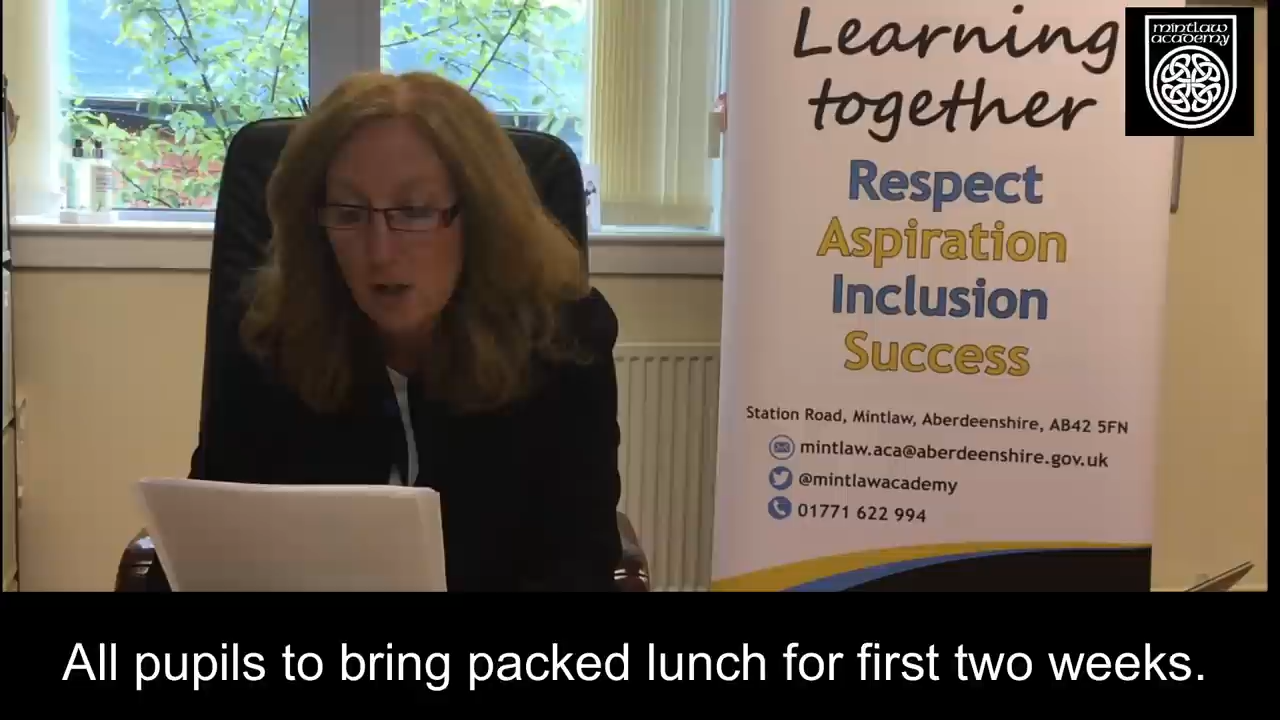 Learning
together
mintlaw
academy
Respect
Aspiration
Inclusion
Success
Station Road, Mintlaw, Aberdeenshire, AB42 5FN
mintlaw.aca@aberdeenshire.gov.uk
@mintlawacademy
01771 622 994
All pupils to bring packed lunch for first two weeks.